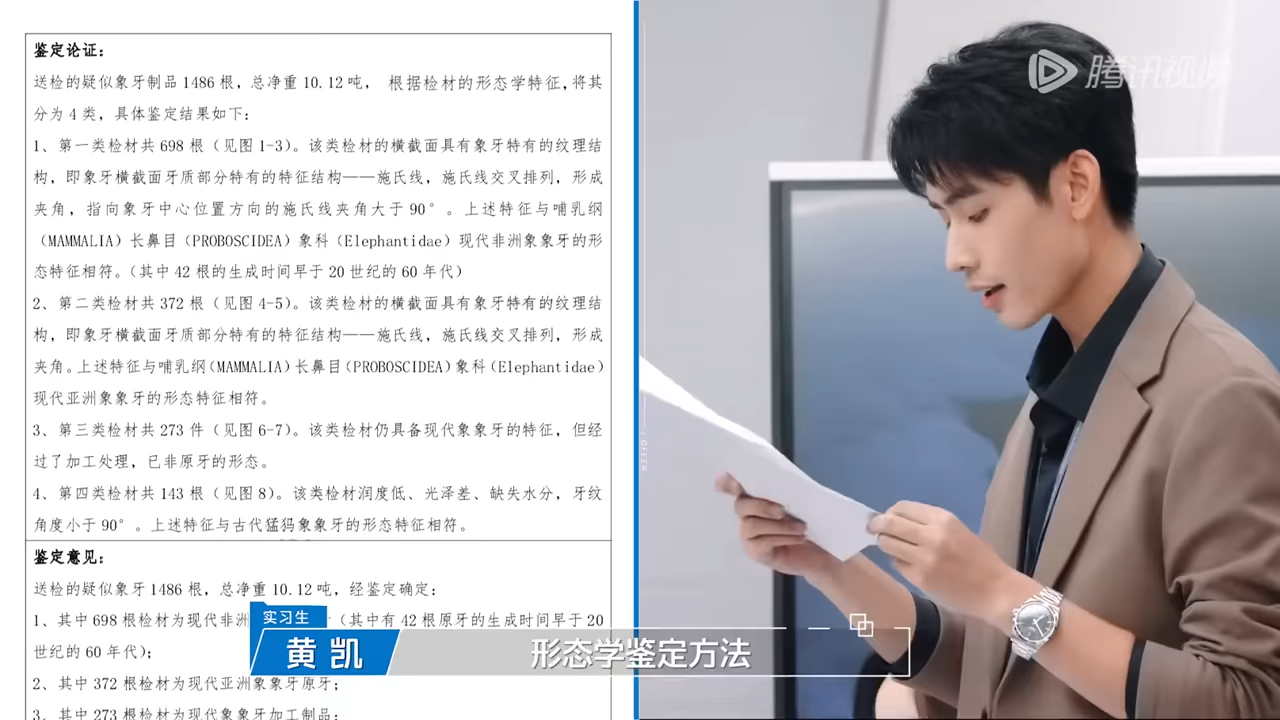 鉴定论证：
送检的疑似象牙制品1486根，总净重10.12吨， 根据检材的形态学特征,将其
分为4类，具体鉴定结果如下：
1、第一类检材共698根（见图1-3）。该类检材的横截面具有象牙特有的纹理结
构，即象牙横截面牙质部分特有的特征结构——施氏线，施氏线交叉排列，形成
夹角，指向象牙中心位置方向的施氏线夹角大于90°。上述特征与哺乳纲
（MAMMALIA）长鼻目（PROBOSCIDEA）象科（Elephantidae）现代非洲象象牙的形
态特征相符。（其中42根的生成时间早于20世纪的60年代）
2、第二类检材共372根（见图4-5）。该类检材的横截面具有象牙特有的纹理结
构，即象牙横截面牙质部分特有的特征结构——施氏线，施氏线交叉排列，形成
夹角。上述特征与哺乳纲（MAMMALIA）长鼻目（PROBOSCIDEA）象科（Elephantidae）
现代亚洲象象牙的形态特征相符。
3、第三类检材共273件（见图6-7）。该类检材仍具备现代象象牙的特征，但经
过了加工处理，已非原牙的形态。
4、第四类检材共143根（见图8）。该类检材润度低、光泽差、缺失水分，牙纹
角度小于90°。上述特征与古代猛犸象象牙的形态特征相符。
鉴定意见：
送检的疑似象牙1486根，总净重10.12吨，经鉴定确定：
1、其中698根检材为现代非洲（其中有42根原牙的生成时间早于20
世纪的60年代）；
2、其中372根检材为现代亚洲象象牙原牙；
3、其中273根检材为现代象象牙加工制品；
腾讯视频
OFFER
实习生
黄凯
形态学鉴定方法